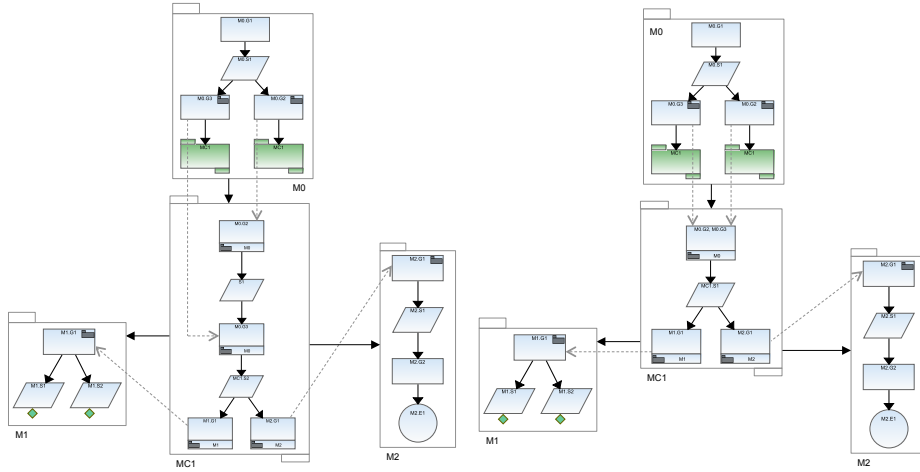 M0.G1
M0.S1
M0.G3
M0.G2
MC1
MC1
M0
M0.G2
M0
S1
M0.G3
M0
MC1.S2
M1.G1
M1
M2.G1
M2
MC1
M1.G1
M1.S1
M1.S2
M1
M2.G1
M2.S1
M2.G2
M2.E1
M2
M0
M0.G1
M0.S1
M0.G3
M0.G2
MC1
MC1
M0.G2, M0.G3
M0
MC1.S1
M1.G1
M1
M2.G1
M2
MC1
M1.G1
M1.S1
M1.S2
M1
M2.G1
M2.S1
M2.G2
M2.E1
M2